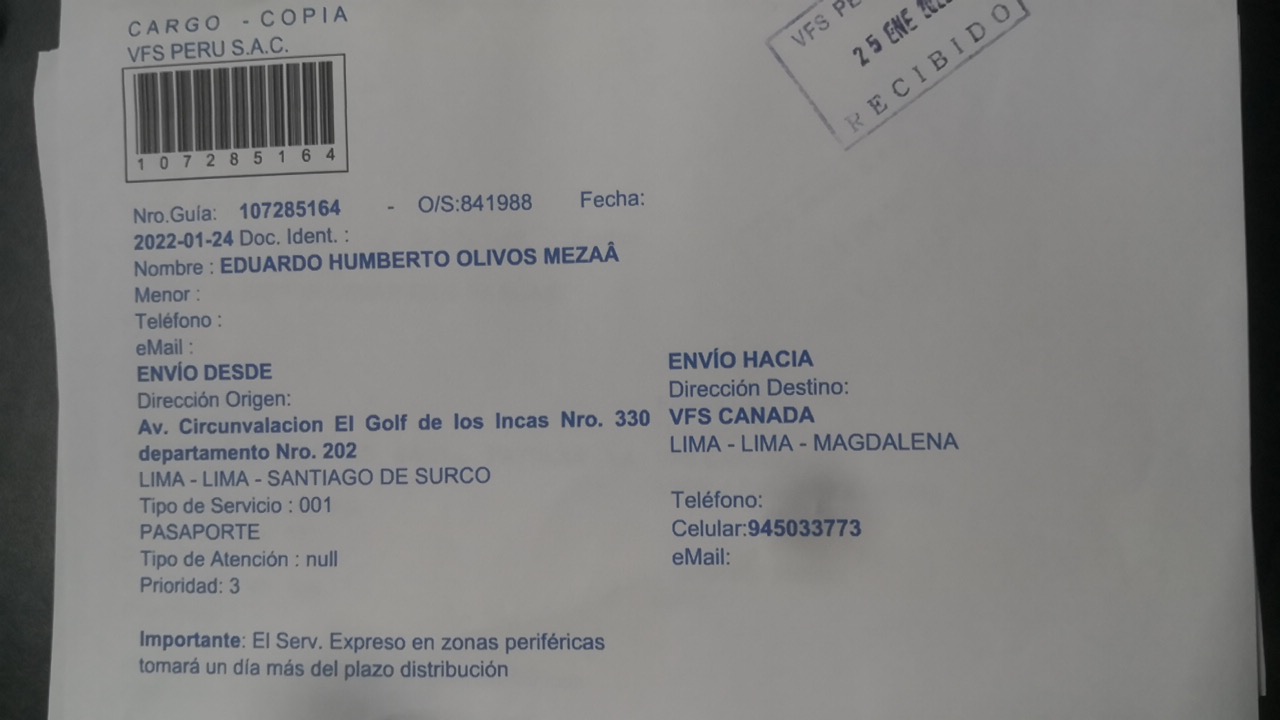 CARGO - COPIA
VFS PERU S.A.C.
107285164
VFS PE
25 ENE
RECIBIDO
Nro.Guía: 107285164 - O/S:841988 Fecha:
2022-01-24 Doc. Ident. :
Nombre : EDUARDO HUMBERTO OLIVOS MEZAÂ
Menor :
Teléfono :
eMail :
ENVÍO DESDE
Dirección Origen:
Av. Circunvalacion El Golf de los Incas Nro. 330
departamento Nro. 202
LIMA - LIMA - SANTIAGO DE SURCO
Tipo de Servicio : 001
PASAPORTE
Tipo de Atención : null
Prioridad: 3
ENVÍO HACIA
Dirección Destino:
VFS CANADA
LIMA - LIMA - MAGDALENA
Teléfono:
Celular:945033773
eMail:
Importante: El Serv. Expreso en zonas periféricas
tomará un día más del plazo distribución